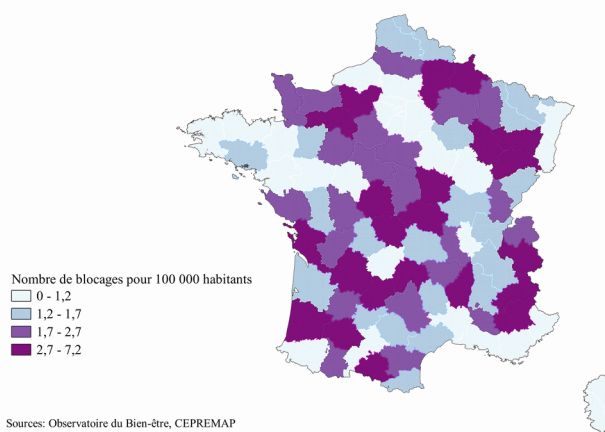 Nombre de blocages pour 100 000 habitants
0 - 1,2
1,2 - 1,7
1,7 - 2,7
2,7 - 7,2
Sources: Observatoire du Bien-être, CEPREMAP